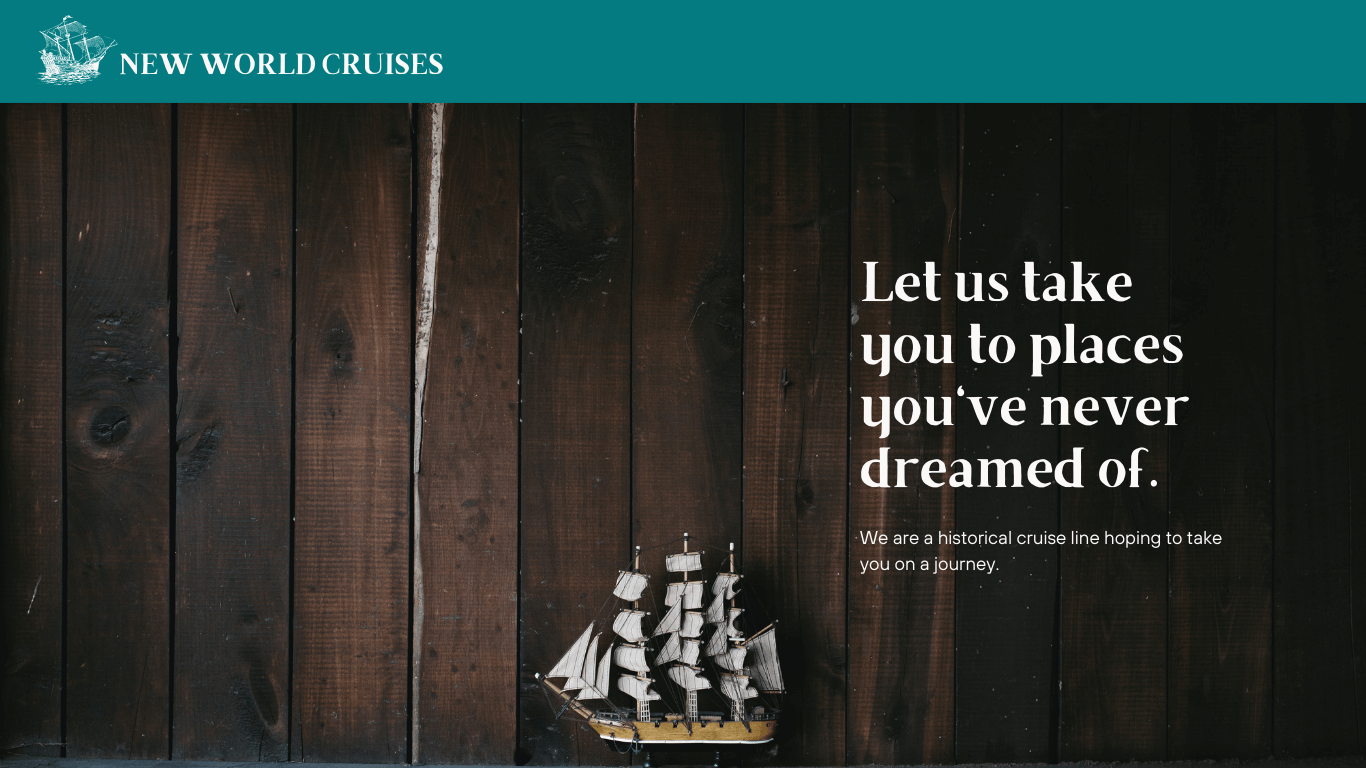 NEW WORLD CRUISES
Let us take
you to places
you‘ve never
dreamed of.
We are a historical cruise line hoping to take
you on a journey.